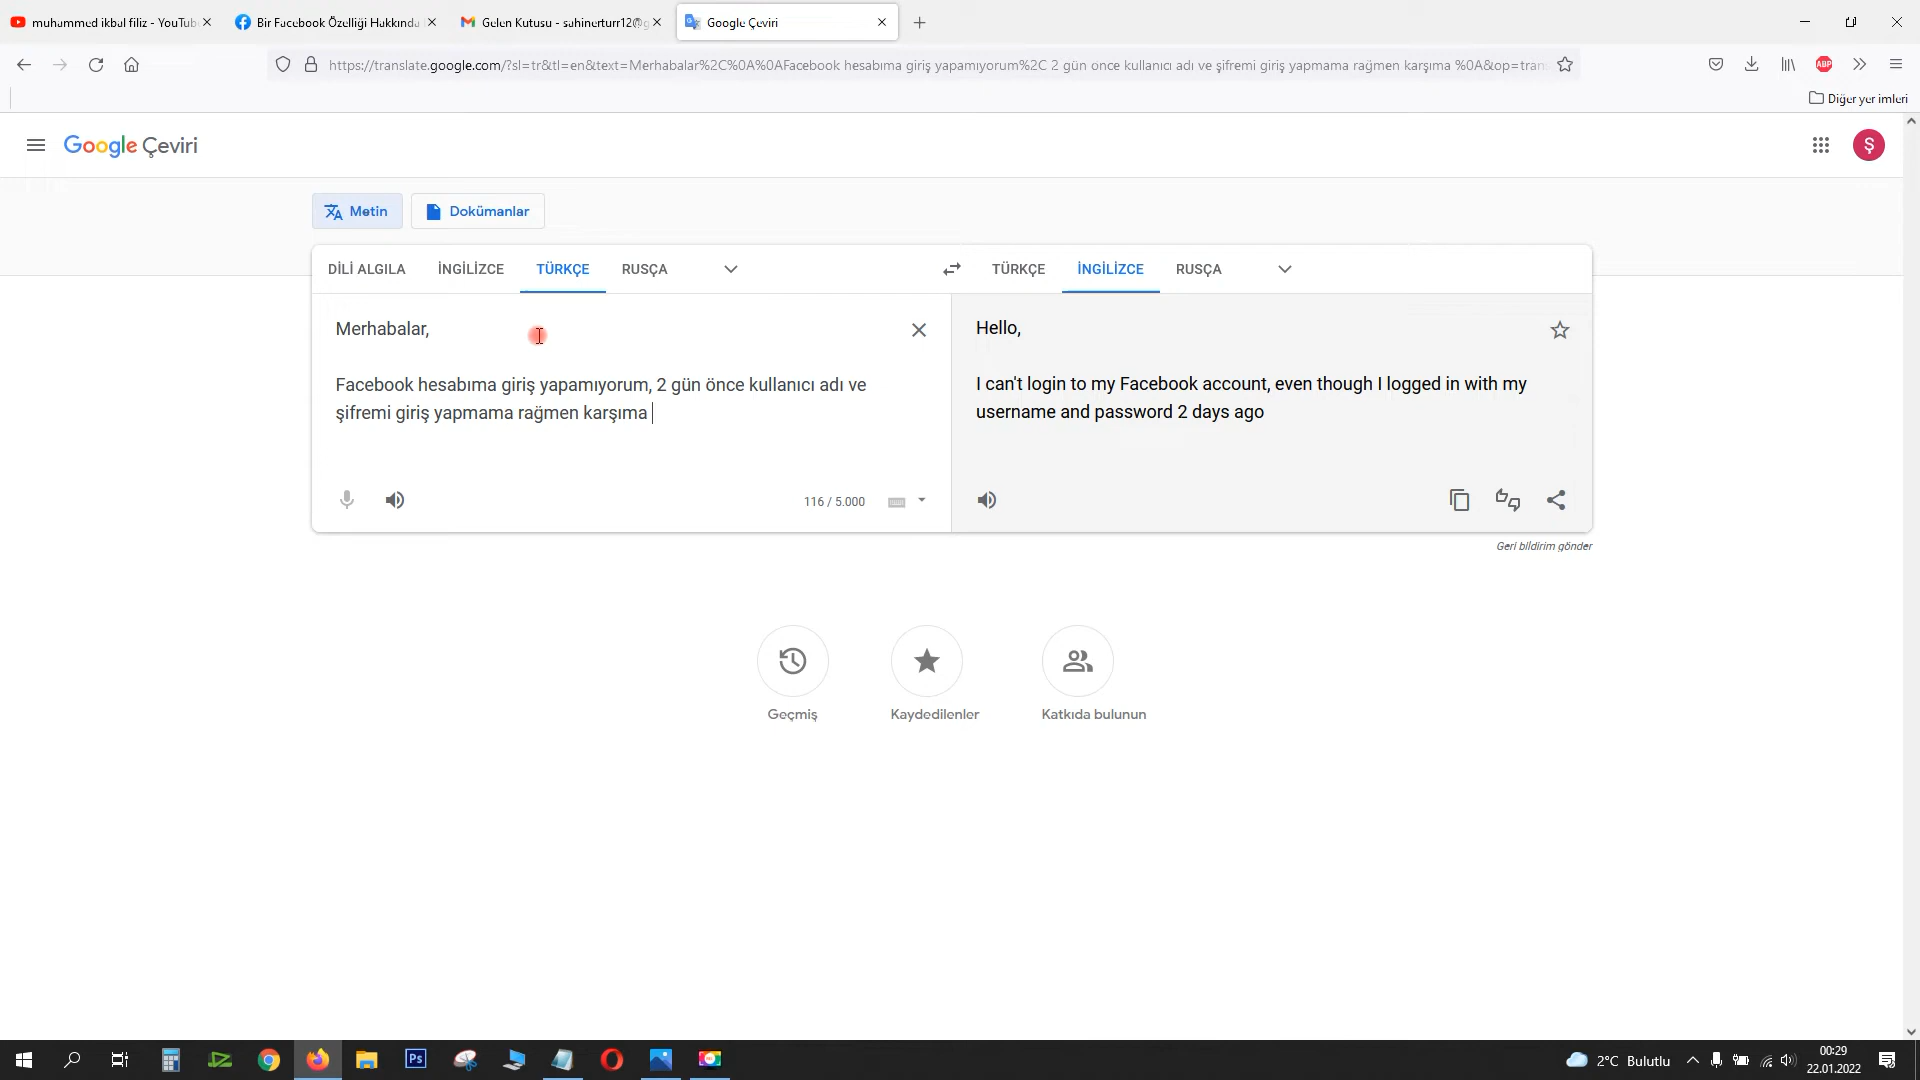 muhammed ikbal filiz - YouTube
Bir Facebook Özelliği Hakkında
Gelen Kutusu - sahinerturr12@g
Google Çeviri
https://translate.google.com/?sl=tr&tl=en&text=Merhabalar%2C%0A%0AFacebook hesabıma giriş yapamıyorum%2C 2 gün önce kullanıcı adı ve şifremi giriş yapmama rağmen karşıma %0A&op=tran
ABP
Diğer yer imleri
Google Çeviri
Ş
Metin
Dokümanlar
DİLİ ALGILA İNGİLİZCE TÜRKÇE RUSÇA
TÜRKÇE İNGİLİZCE RUSÇA
Merhabalar,
Facebook hesabıma giriş yapamıyorum, 2 gün önce kullanıcı adı ve
şifremi giriş yapmama rağmen karşıma
116 / 5.000
Hello,
I can't login to my Facebook account, even though I logged in with my
username and password 2 days ago
Geri bildirim gönder
Geçmiş
Kaydedilenler
Katkıda bulunun
Ps
2°C Bulutlu
00:29
22.01.2022